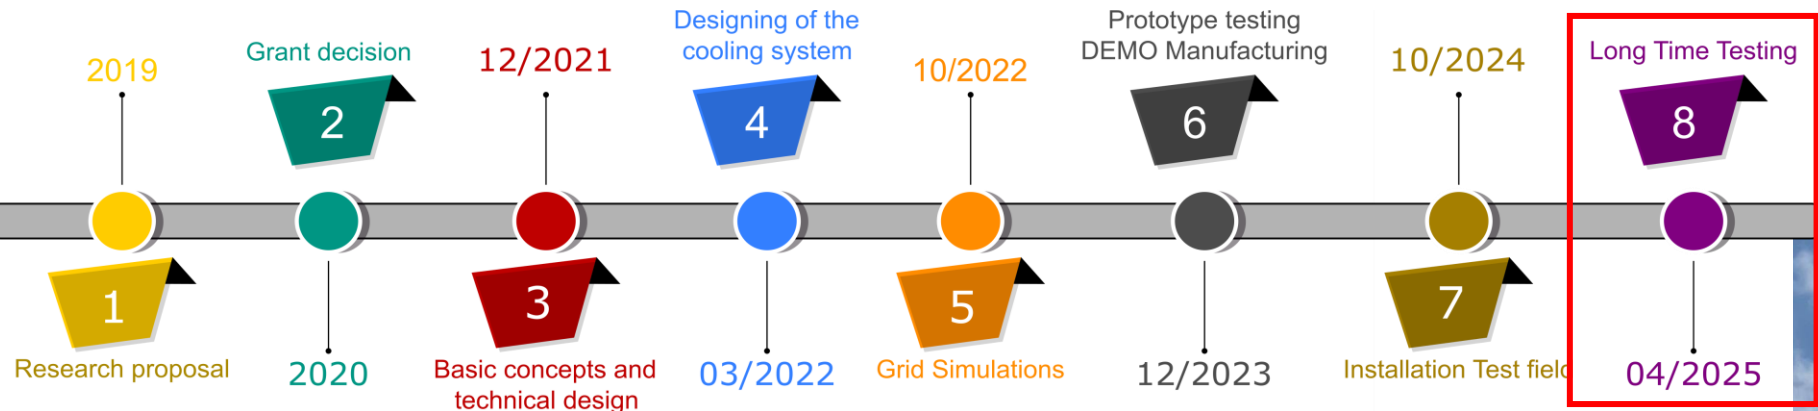 2019
1
Research proposal
Grant decision
2
2020
12/2021
3
Basic concepts and
technical design
Designing of the
cooling system
4
03/2022
10/2022
5
Grid Simulations
Prototype testing
DEMO Manufacturing
6
12/2023
10/2024
7
Installation Test field
Long Time Testing
8
04/2025